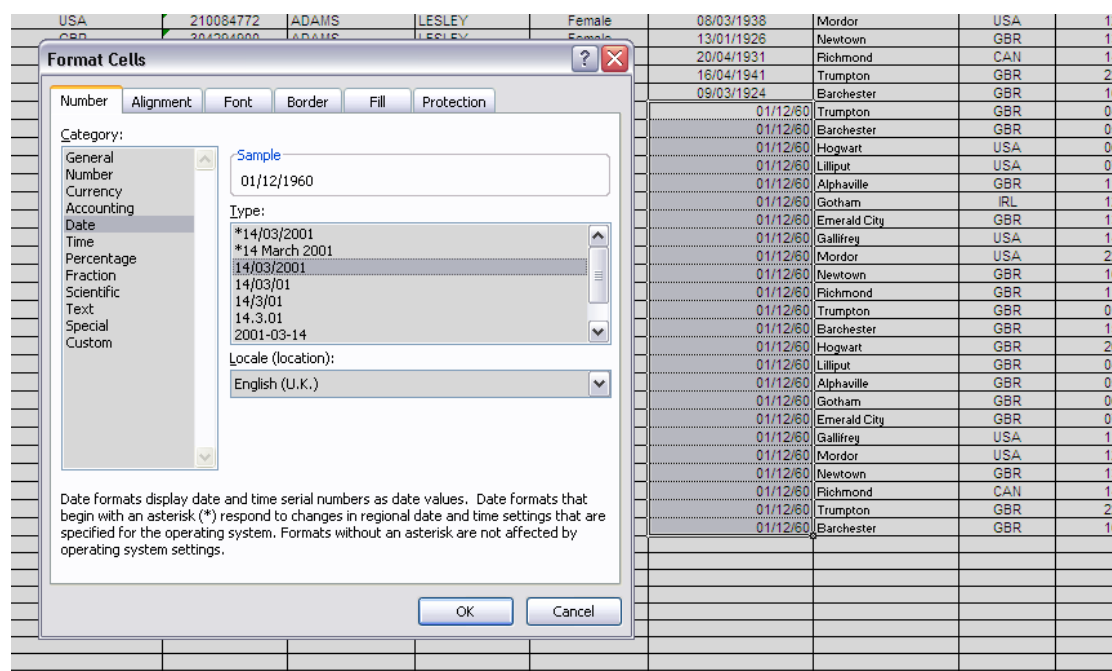 USA 210084772 ADAMS LESLEY Female 08/03/1938 Mordor USA 1
GBR 304294900 ADAMS LESLEY Female 13/01/1926 Newtown GBR 1
Format Cells
20/04/1931 Richmond CAN 1
16/04/1941 Trumpton GBR 2
Number Alignment Font Border Fill Protection
09/03/1924 Barchester GBR 1
01/12/60 Trumpton GBR 0
Category:
01/12/60 Barchester GBR 0
General
Sample
01/12/60 Hogwart USA 0
Number
01/12/1960
01/12/60 Lilliput USA 0
Currency
01/12/60 Alphaville GBR 1
Accounting
Type:
01/12/60 Gotham IRL 1
Date
*14/03/2001
01/12/60 Emerald City GBR 1
Time
*14 March 2001
01/12/60 Gallifrey USA 1
Percentage
14/03/2001
01/12/60 Mordor USA 2
Fraction
14/03/01
01/12/60 Newtown GBR 1
Scientific
14/3/01
01/12/60 Richmond GBR 1
Text
14.3.01
01/12/60 Trumpton GBR 0
Special
2001-03-14
01/12/60 Barchester GBR 1
Custom
01/12/60 Hogwart GBR 2
Locale (location):
01/12/60 Lilliput GBR 0
English (U.K.)
01/12/60 Alphaville GBR 0
01/12/60 Gotham GBR 0
01/12/60 Emerald City GBR 0
01/12/60 Gallifrey USA 1
01/12/60 Mordor USA 1
01/12/60 Newtown GBR 1
01/12/60 Richmond CAN 1
01/12/60 Trumpton GBR 2
01/12/60 Barchester GBR 1
Date formats display date and time serial numbers as date values. Date formats that
begin with an asterisk (*) respond to changes in regional date and time settings that are
specified for the operating system. Formats without an asterisk are not affected by
operating system settings.
OK Cancel